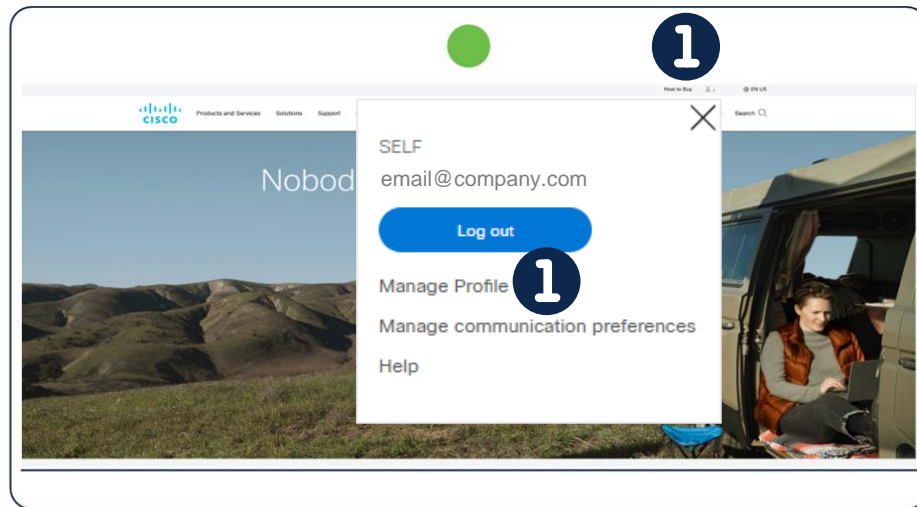 1
How to Buy
EN US
CISCO
Products and Services Solutions Support
Search
Nobod
SELF
email@company.com
Log out
Manage Profile 1
Manage communication preferences
Help